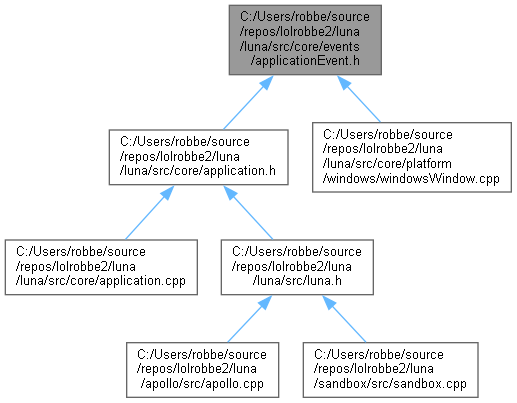 C:/Users/robbe/source
/repos/lolrobbe2/luna
/luna/src/core/events
/applicationEvent.h
C:/Users/robbe/source
/repos/lolrobbe2/luna
/luna/src/core/application.h
C:/Users/robbe/source
/repos/lolrobbe2/luna
/luna/src/core/platform
/windows/windowsWindow.cpp
C:/Users/robbe/source
/repos/lolrobbe2/luna
/luna/src/core/application.cpp
C:/Users/robbe/source
/repos/lolrobbe2/luna
/luna/src/luna.h
C:/Users/robbe/source
/repos/lolrobbe2/luna
/apollo/src/apollo.cpp
C:/Users/robbe/source
/repos/lolrobbe2/luna
/sandbox/src/sandbox.cpp